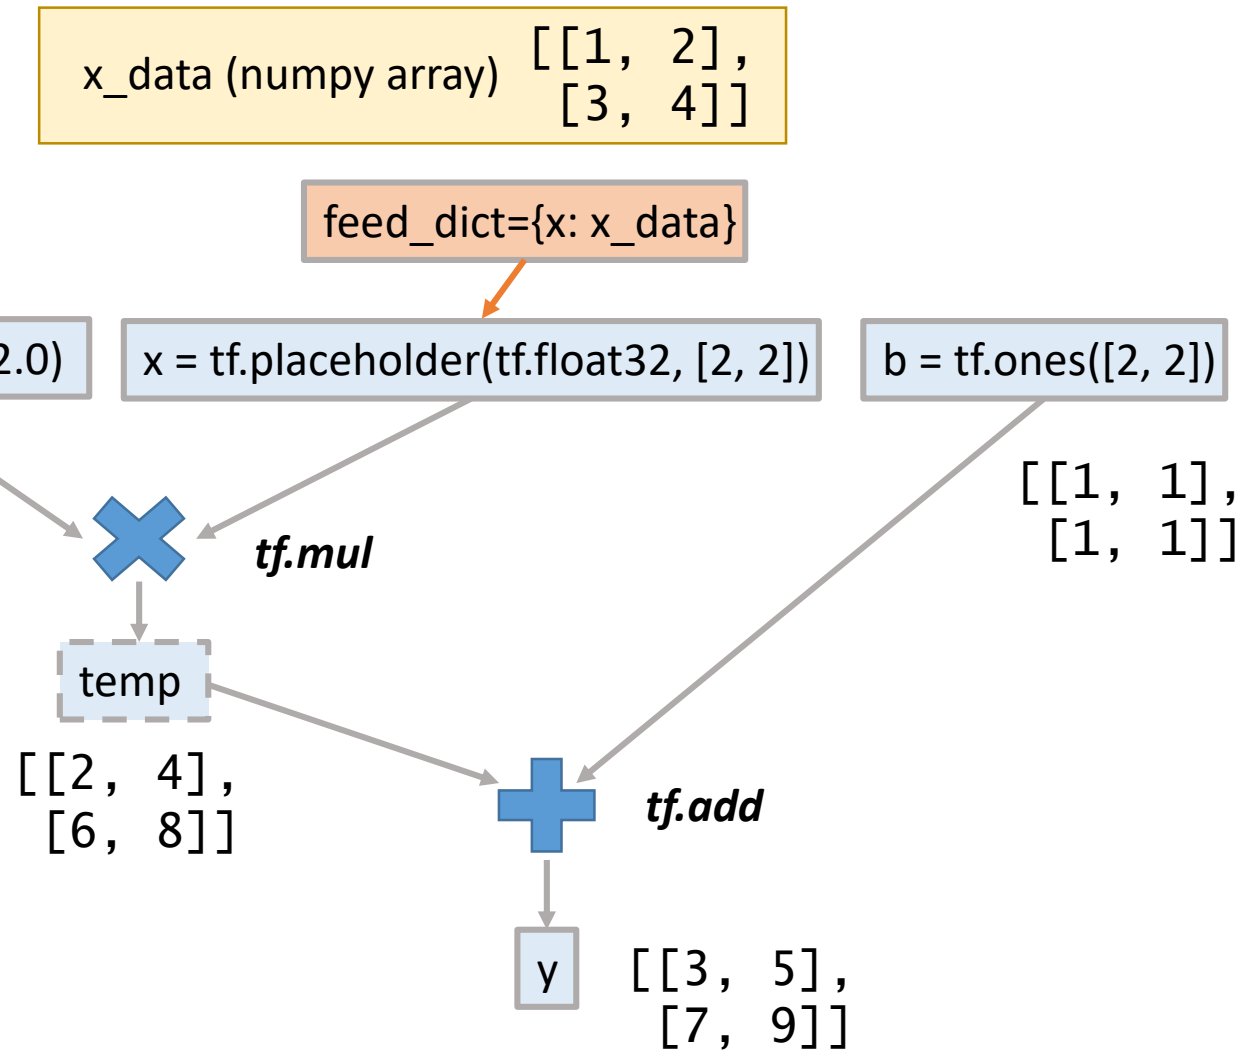 x_data (numpy array) [[1, 2],
[3, 4]]
feed_dict={x: x_data}
2.0)
x = tf.placeholder(tf.float32, [2, 2])
b = tf.ones([2, 2])
[[1, 1],
[1, 1]]
tf.mul
temp
[[2, 4],
[6, 8]]
tf.add
y
[[3, 5],
[7, 9]]